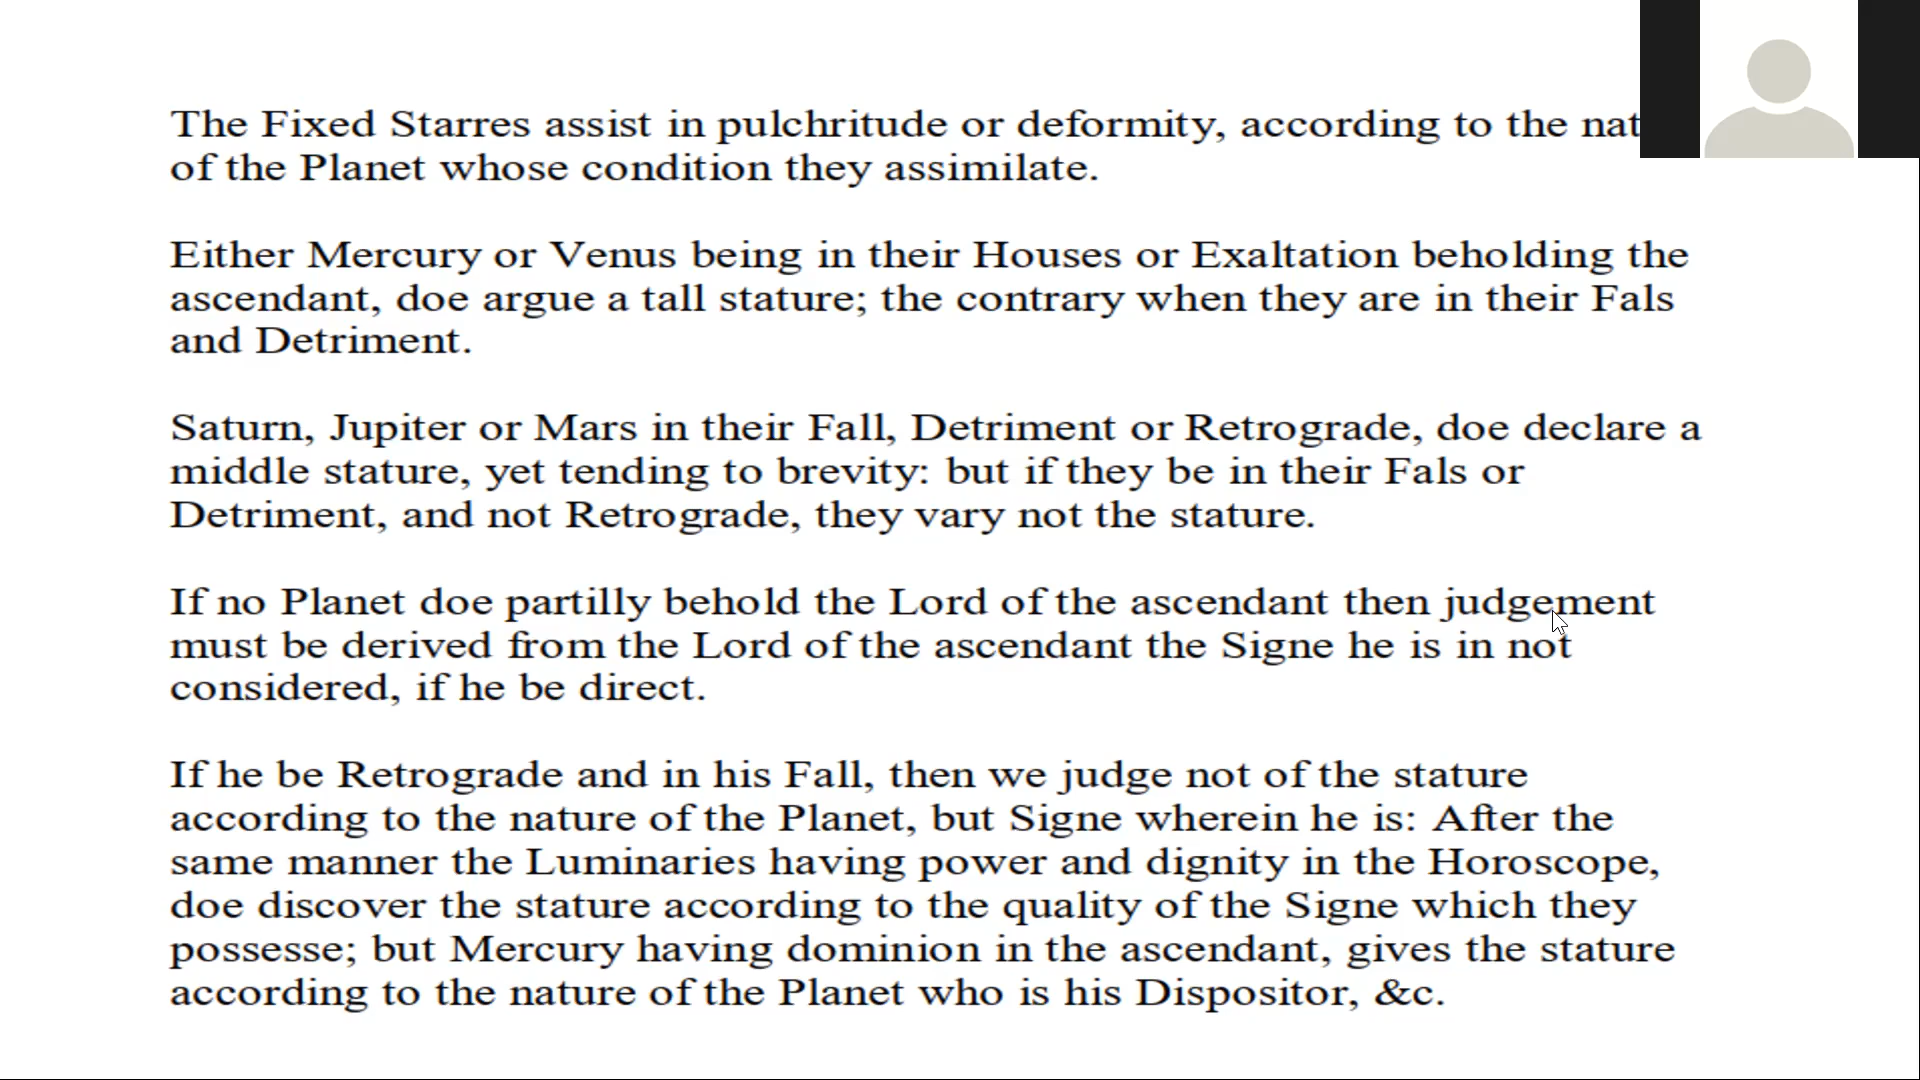 The Fixed Starres assist in pulchritude or deformity, according to the
of the Planet whose condition they assimilate.
Either Mercury or Venus being in their Houses or Exaltation beholding the
ascendant, doe argue a tall stature; the contrary when they are in their Fals
and Detriment.
Saturn, Jupiter or Mars in their Fall, Detriment or Retrograde, doe declare a
middle stature, yet tending to brevity: but if they be in their Fals or
Detriment, and not Retrograde, they vary not the stature.
If no Planet doe partilly behold the Lord of the ascendant then judgement
must be derived from the Lord of the ascendant the Signe he is in not
considered, if he be direct.
If he be Retrograde and in his Fall, then we judge not of the stature
according to the nature of the Planet, but Signe wherein he is: After the
same manner the Luminaries having power and dignity in the Horoscope,
doe discover the stature according to the quality of the Signe which they
possesse; but Mercury having dominion in the ascendant, gives the stature
according to the nature of the Planet who is his Dispositor, &c.